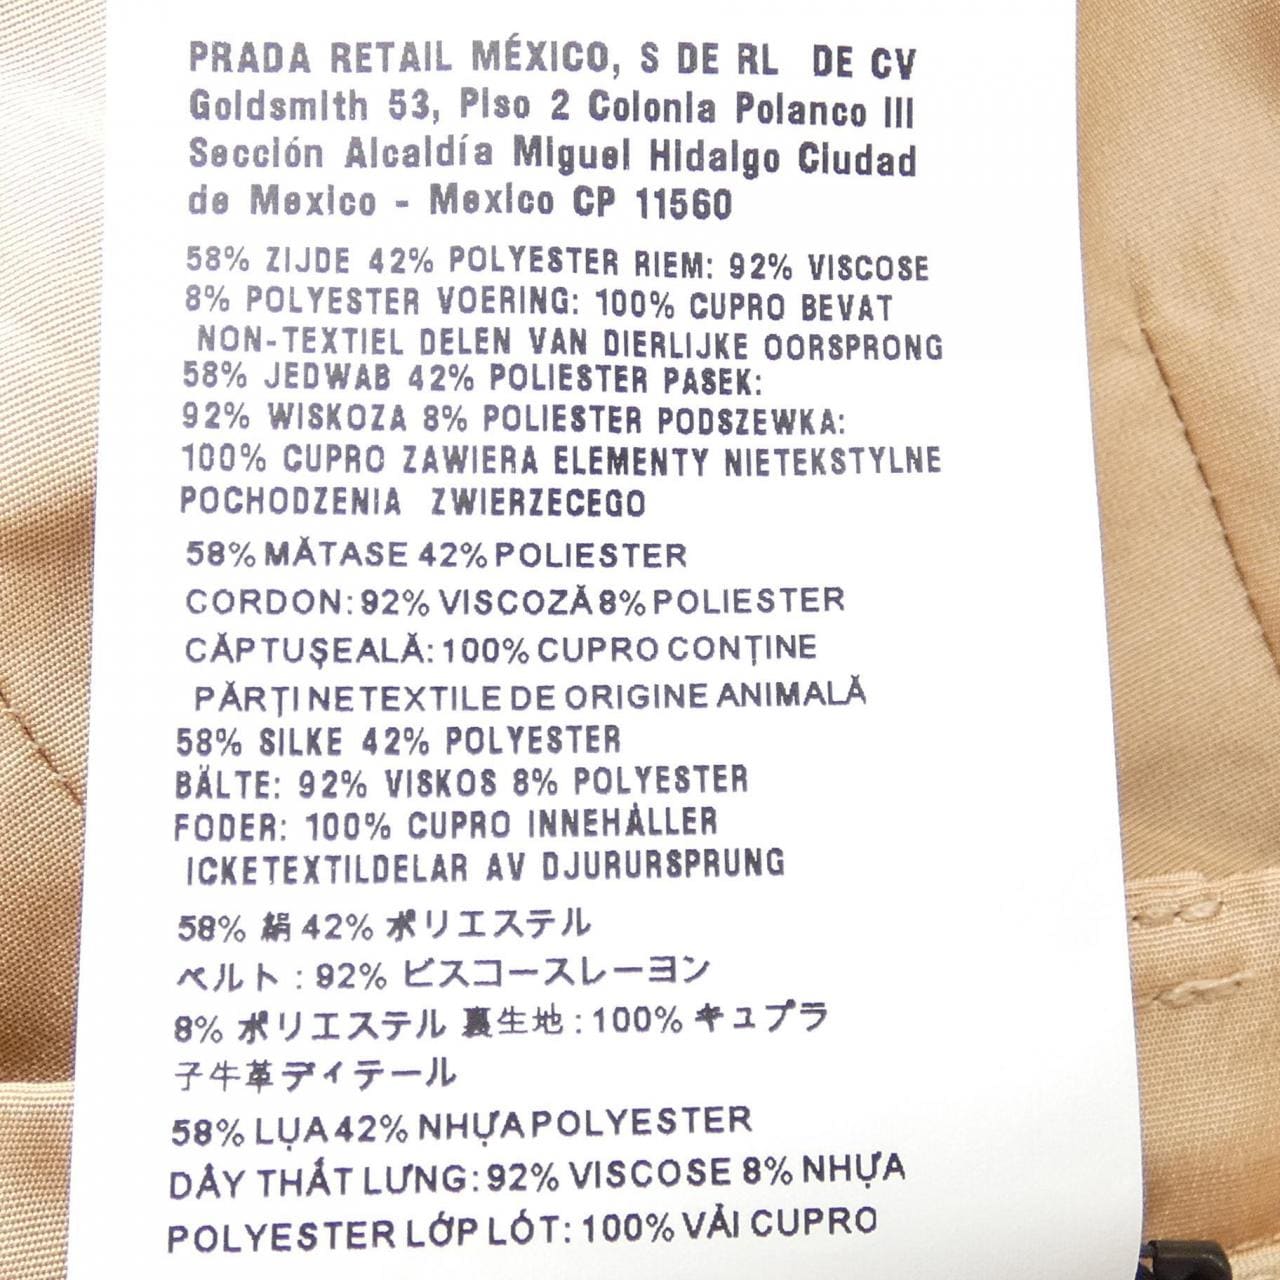 PRADA RETAIL MÉXICO, S DE RL DE CV
Goldsmith 53, Piso 2 Colonia Polanco III
Sección Alcaldía Miguel Hidalgo Ciudad
de Mexico - Mexico CP 11560
58% ZIJDE 42% POLYESTER RIEM: 92% VISCOSE
8% POLYESTER VOERING: 100% CUPRO BEVAT
NON-TEXTIEL DELEN VAN DIERLIJKE OORSPRONG
58% JEDWAB 42% POLIESTER PASEK:
92% WISKOZA 8% POLIESTER PODSZEWKA:
100% CUPRO ZAWIERA ELEMENTY NIETEKSTYLNE
POCHODZENIA ZWIERZECEGO
58% MĂTASE 42% POLIESTER
CORDON: 92% VISCOZĂ 8% POLIESTER
CĂPTUȘEALĂ: 100% CUPRO CONȚINE
PĂRȚI NETEXTILE DE ORIGINE ANIMALĂ
58% SILKE 42% POLYESTER
BÄLTE: 92% VISKOS 8% POLYESTER
FODER: 100% CUPRO INNEHÅLLER
ICKETEXTILDELAR AV DJURURSPRUNG
58% 絹 42% ポリエステル
ベルト : 92% ビスコースレーヨン
8% ポリエステル 裏生地 : 100% キュプラ
子牛革ディテール
58% LỤA 42% NHỰA POLYESTER
DÂY THẮT LƯNG: 92% VISCOSE 8% NHỰA
POLYESTER LỚP LÓT: 100% VẢI CUPRO